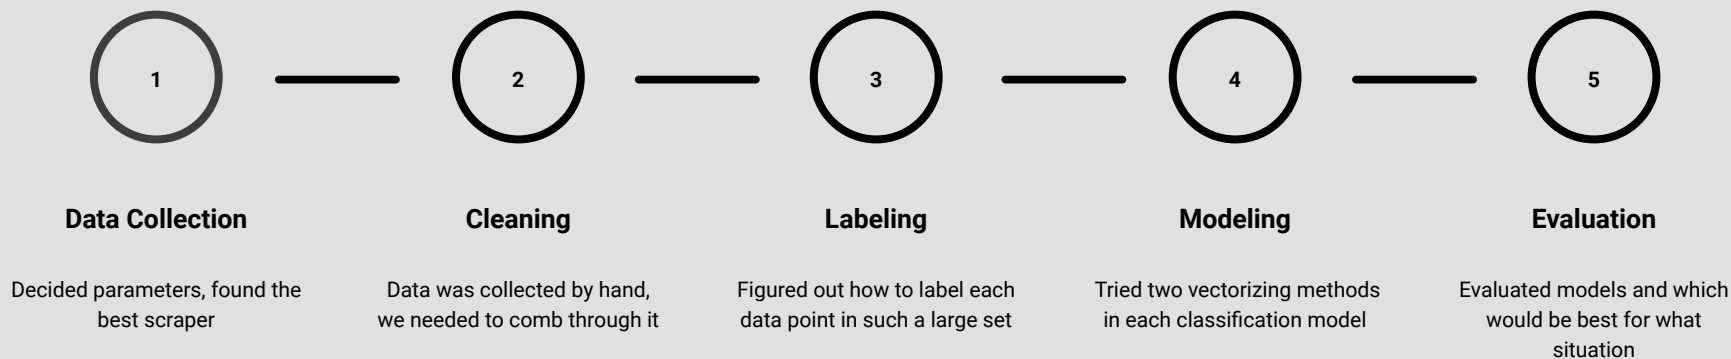 1
2
3
4
5
Data Collection
Cleaning
Labeling
Modeling
Evaluation
Decided parameters, found the
best scraper
Data was collected by hand,
we needed to comb through it
Figured out how to label each
data point in such a large set
Tried two vectorizing methods
in each classification model
Evaluated models and which
would be best for what
situation